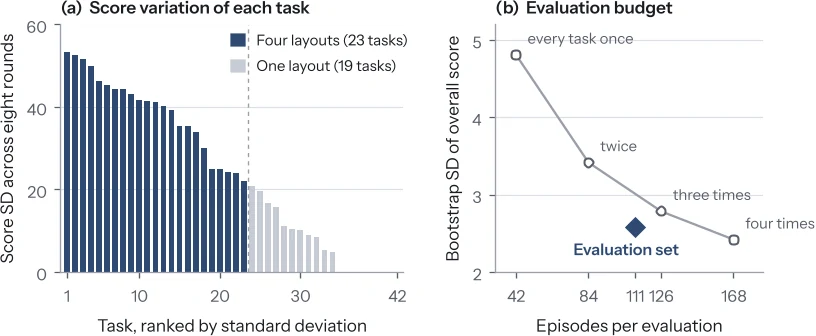 (a) Score variation of each task
Score SD across eight rounds
60
40
20
0
Four layouts (23 tasks)
One layout (19 tasks)
1
10
20
30
42
Task, ranked by standard deviation
(b) Evaluation budget
Bootstrap SD of overall score
5
4
3
2
every task once
twice
three times
four times
Evaluation set
42
84
111
126
168
Episodes per evaluation